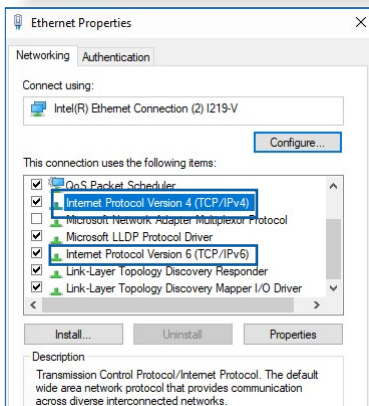 Ethernet Properties
Networking Authentication
Connect using:
Intel(R) Ethernet Connection (2) I219-V
Configure...
This connection uses the following items:
QoS Packet Scheduler
Internet Protocol Version 4 (TCP/IPv4)
Microsoft Network Adapter Multiplexor Protocol
Microsoft LLDP Protocol Driver
Internet Protocol Version 6 (TCP/IPv6)
Link-Layer Topology Discovery Responder
Link-Layer Topology Discovery Mapper I/O Driver
Install... Uninstall Properties
Description
Transmission Control Protocol/Internet Protocol. The default
wide area network protocol that provides communication
across diverse interconnected networks.